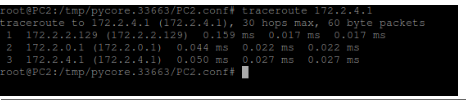 root@PC2:/tmp/pycore.33663/PC2.conf# traceroute 172.2.4.1
traceroute to 172.2.4.1 (172.2.4.1), 30 hops max, 60 byte packets
 1  172.2.2.129 (172.2.2.129)  0.159 ms  0.017 ms  0.017 ms
 2  172.2.0.1 (172.2.0.1)  0.044 ms  0.022 ms  0.022 ms
 3  172.2.4.1 (172.2.4.1)  0.050 ms  0.027 ms  0.027 ms
root@PC2:/tmp/pycore.33663/PC2.conf#